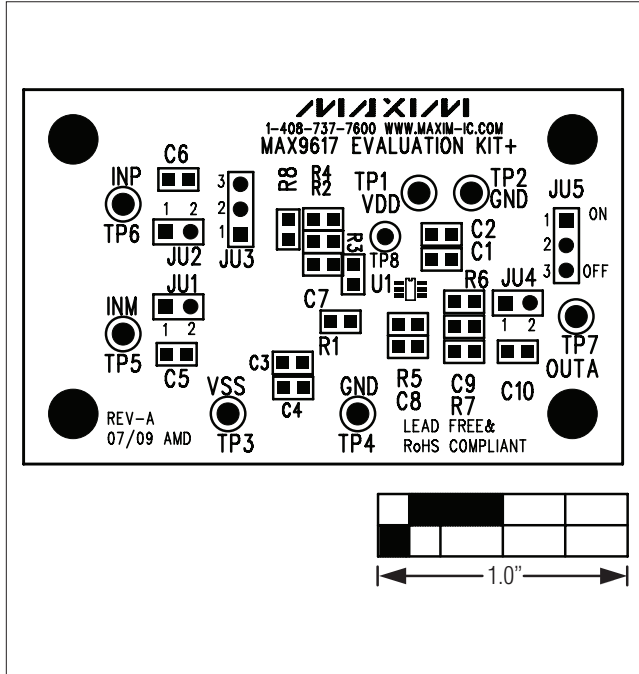 MAXIM
1-408-737-7600 WWW.MAXIM-IC.COM
MAX9617 EVALUATION KIT+
C6
INP
TP6
1 2
JU2
3
2
1
JU3
R8
R4
R2
R3
TP1
VDD
TP2
GND
TP8
U1
C2
C1
JU5
1
2
3
ON
OFF
JU1
1 2
INM
TP5
C5
C7
R1
R6
JU4
1 2
TP7
OUTA
C3
C4
R5
C8
C9
R7
C10
VSS
TP3
GND
TP4
REV-A
07/09 AMD
LEAD FREE&
RoHS COMPLIANT
1.0”